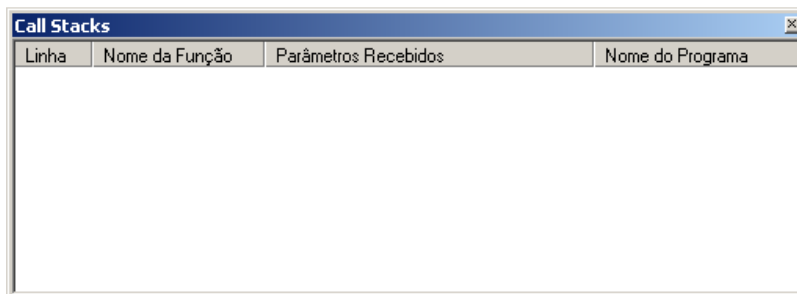 Call Stacks
Linha Nome da Função Parâmetros Recebidos Nome do Programa